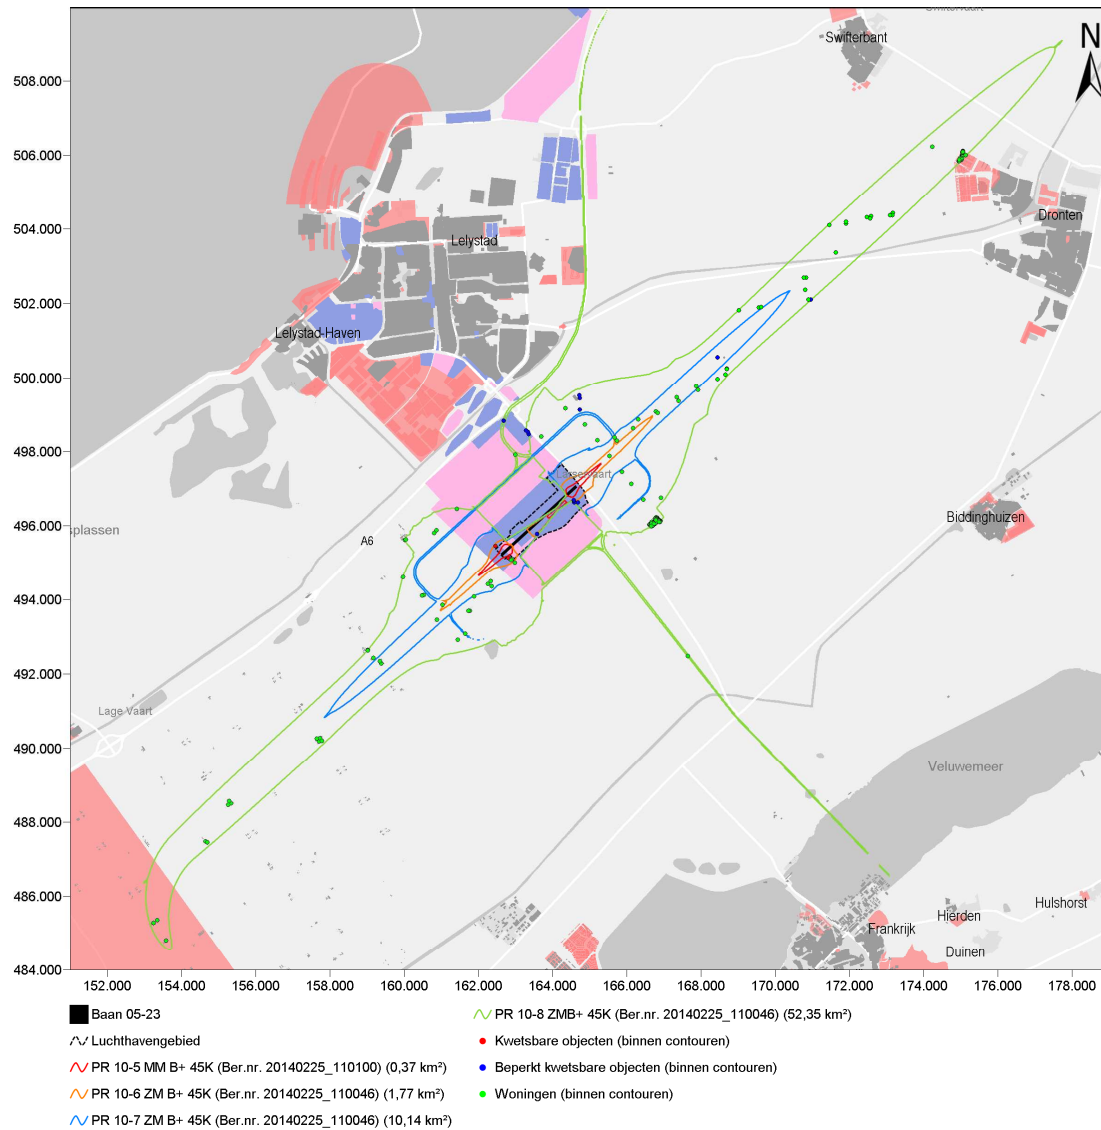 Swifterbant
N
508.000
506.000
504.000
502.000
500.000
498.000
496.000
494.000
492.000
490.000
488.000
486.000
484.000
Dronten
Lelystad
Lelystad-Haven
Biddinghuizen
splassen
A6
Lage Vaart
Veluwemeer
Hulshorst
Hierden
Frankrijk
Duinen
152.000 154.000 156.000 158.000 160.000 162.000 164.000 166.000 168.000 170.000 172.000 174.000 176.000 178.000
Baan 05-23
Luchthavengebied
PR 10-5 MM B+ 45K (Ber.nr. 20140225_110100) (0,37 km²)
PR 10-6 ZM B+ 45K (Ber.nr. 20140225_110046) (1,77 km²)
PR 10-7 ZM B+ 45K (Ber.nr. 20140225_110046) (10,14 km²)
PR 10-8 ZMB+ 45K (Ber.nr. 20140225_110046) (52,35 km²)
Kwetsbare objecten (binnen contouren)
Beperkt kwetsbare objecten (binnen contouren)
Woningen (binnen contouren)